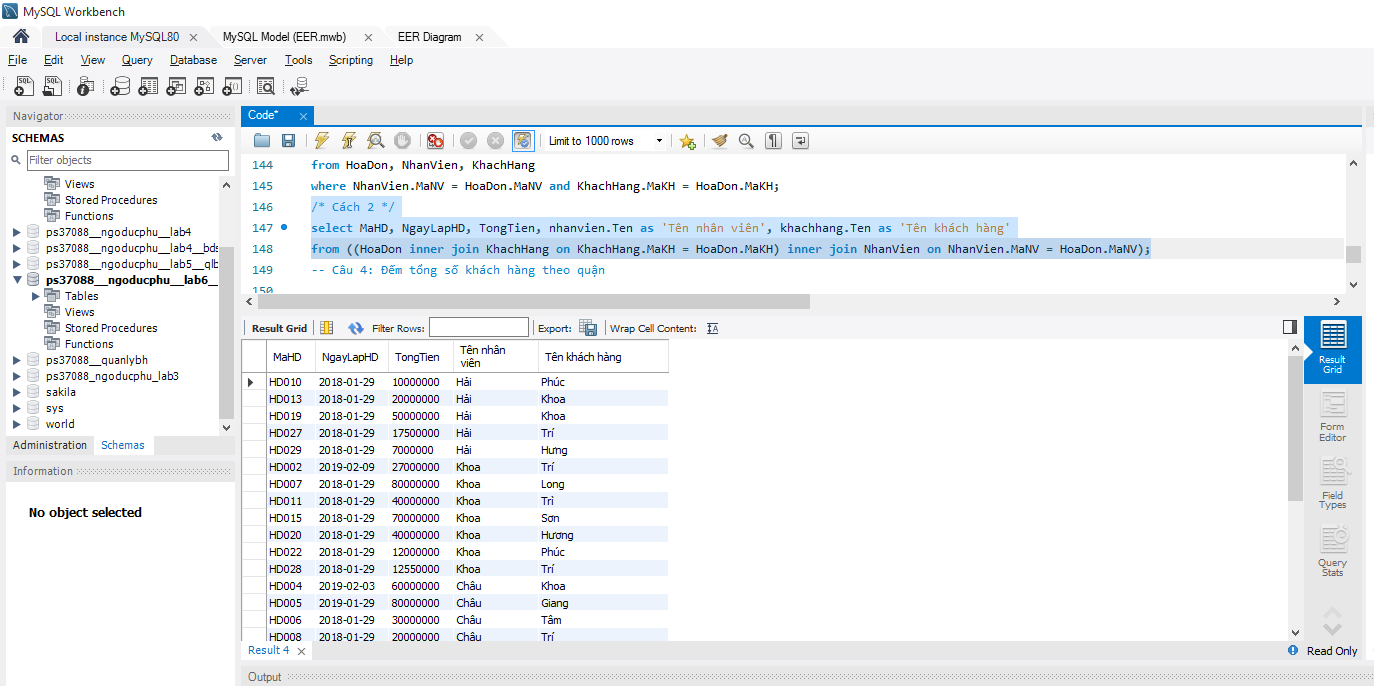 MySQL Workbench
Local instance MySQL80 MySQL Model (EER.mwb) EER Diagram
File Edit View Query Database Server Tools Scripting Help
Navigator
SCHEMAS
Filter objects
Views
Stored Procedures
Functions
ps37088__ngoducphu__lab4
ps37088__ngoducphu__lab4__bds
ps37088__ngoducphu__lab5__qlb
ps37088__ngoducphu__lab6__
Tables
Views
Stored Procedures
Functions
ps37088__quanlybh
ps37088_ngoducphu_lab3
sakila
sys
world
Administration Schemas
Information
No object selected
Code*
Limit to 1000 rows
144 from HoaDon, NhanVien, KhachHang
145 where NhanVien.MaNV = HoaDon.MaNV and KhachHang.MaKH = HoaDon.MaKH;
146 /* Cách 2 */
147 select MaHD, NgayLapHD, TongTien, nhanvien.Ten as 'Tên nhân viên', khachhang.Ten as 'Tên khách hàng'
148 from ((HoaDon inner join KhachHang on KhachHang.MaKH = HoaDon.MaKH) inner join NhanVien on NhanVien.MaNV = HoaDon.MaNV);
149 -- Câu 4: Đếm tổng số khách hàng theo quận
150
Result Grid Filter Rows: Export: Wrap Cell Content:
MaHD NgayLapHD TongTien Tên nhân viên Tên khách hàng
HD010 2018-01-29 10000000 Hải Phúc
HD013 2018-01-29 20000000 Hải Khoa
HD019 2018-01-29 50000000 Hải Khoa
HD027 2018-01-29 17500000 Hải Trí
HD029 2018-01-29 7000000 Hải Hưng
HD002 2019-02-09 27000000 Khoa Trí
HD007 2018-01-29 80000000 Khoa Long
HD011 2018-01-29 40000000 Khoa Trí
HD015 2018-01-29 70000000 Khoa Sơn
HD020 2018-01-29 40000000 Khoa Hương
HD022 2018-01-29 12000000 Khoa Phúc
HD028 2018-01-29 12550000 Khoa Trí
HD004 2019-02-03 60000000 Châu Khoa
HD005 2019-01-29 80000000 Châu Giang
HD006 2018-01-29 30000000 Châu Tâm
HD008 2018-01-29 20000000 Châu Trí
Result Grid
Form Editor
Field Types
Query Stats
Result 4
Read Only
Output